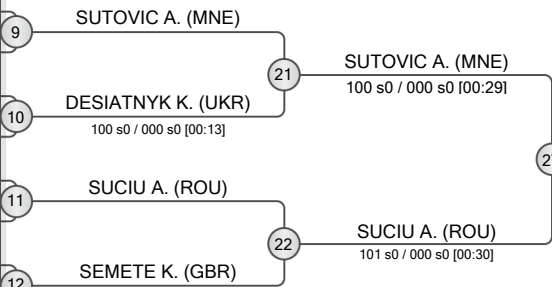 SUTOVIC A. (MNE)
9
21
SUTOVIC A. (MNE)
100 s0 / 000 s0 [00:29]
DESIATNYK K. (UKR)
10
100 s0 / 000 s0 [00:13]
SUCIU A. (ROU)
11
22
SUCIU A. (ROU)
101 s0 / 000 s0 [00:30]
SEMETE K. (GBR)
12